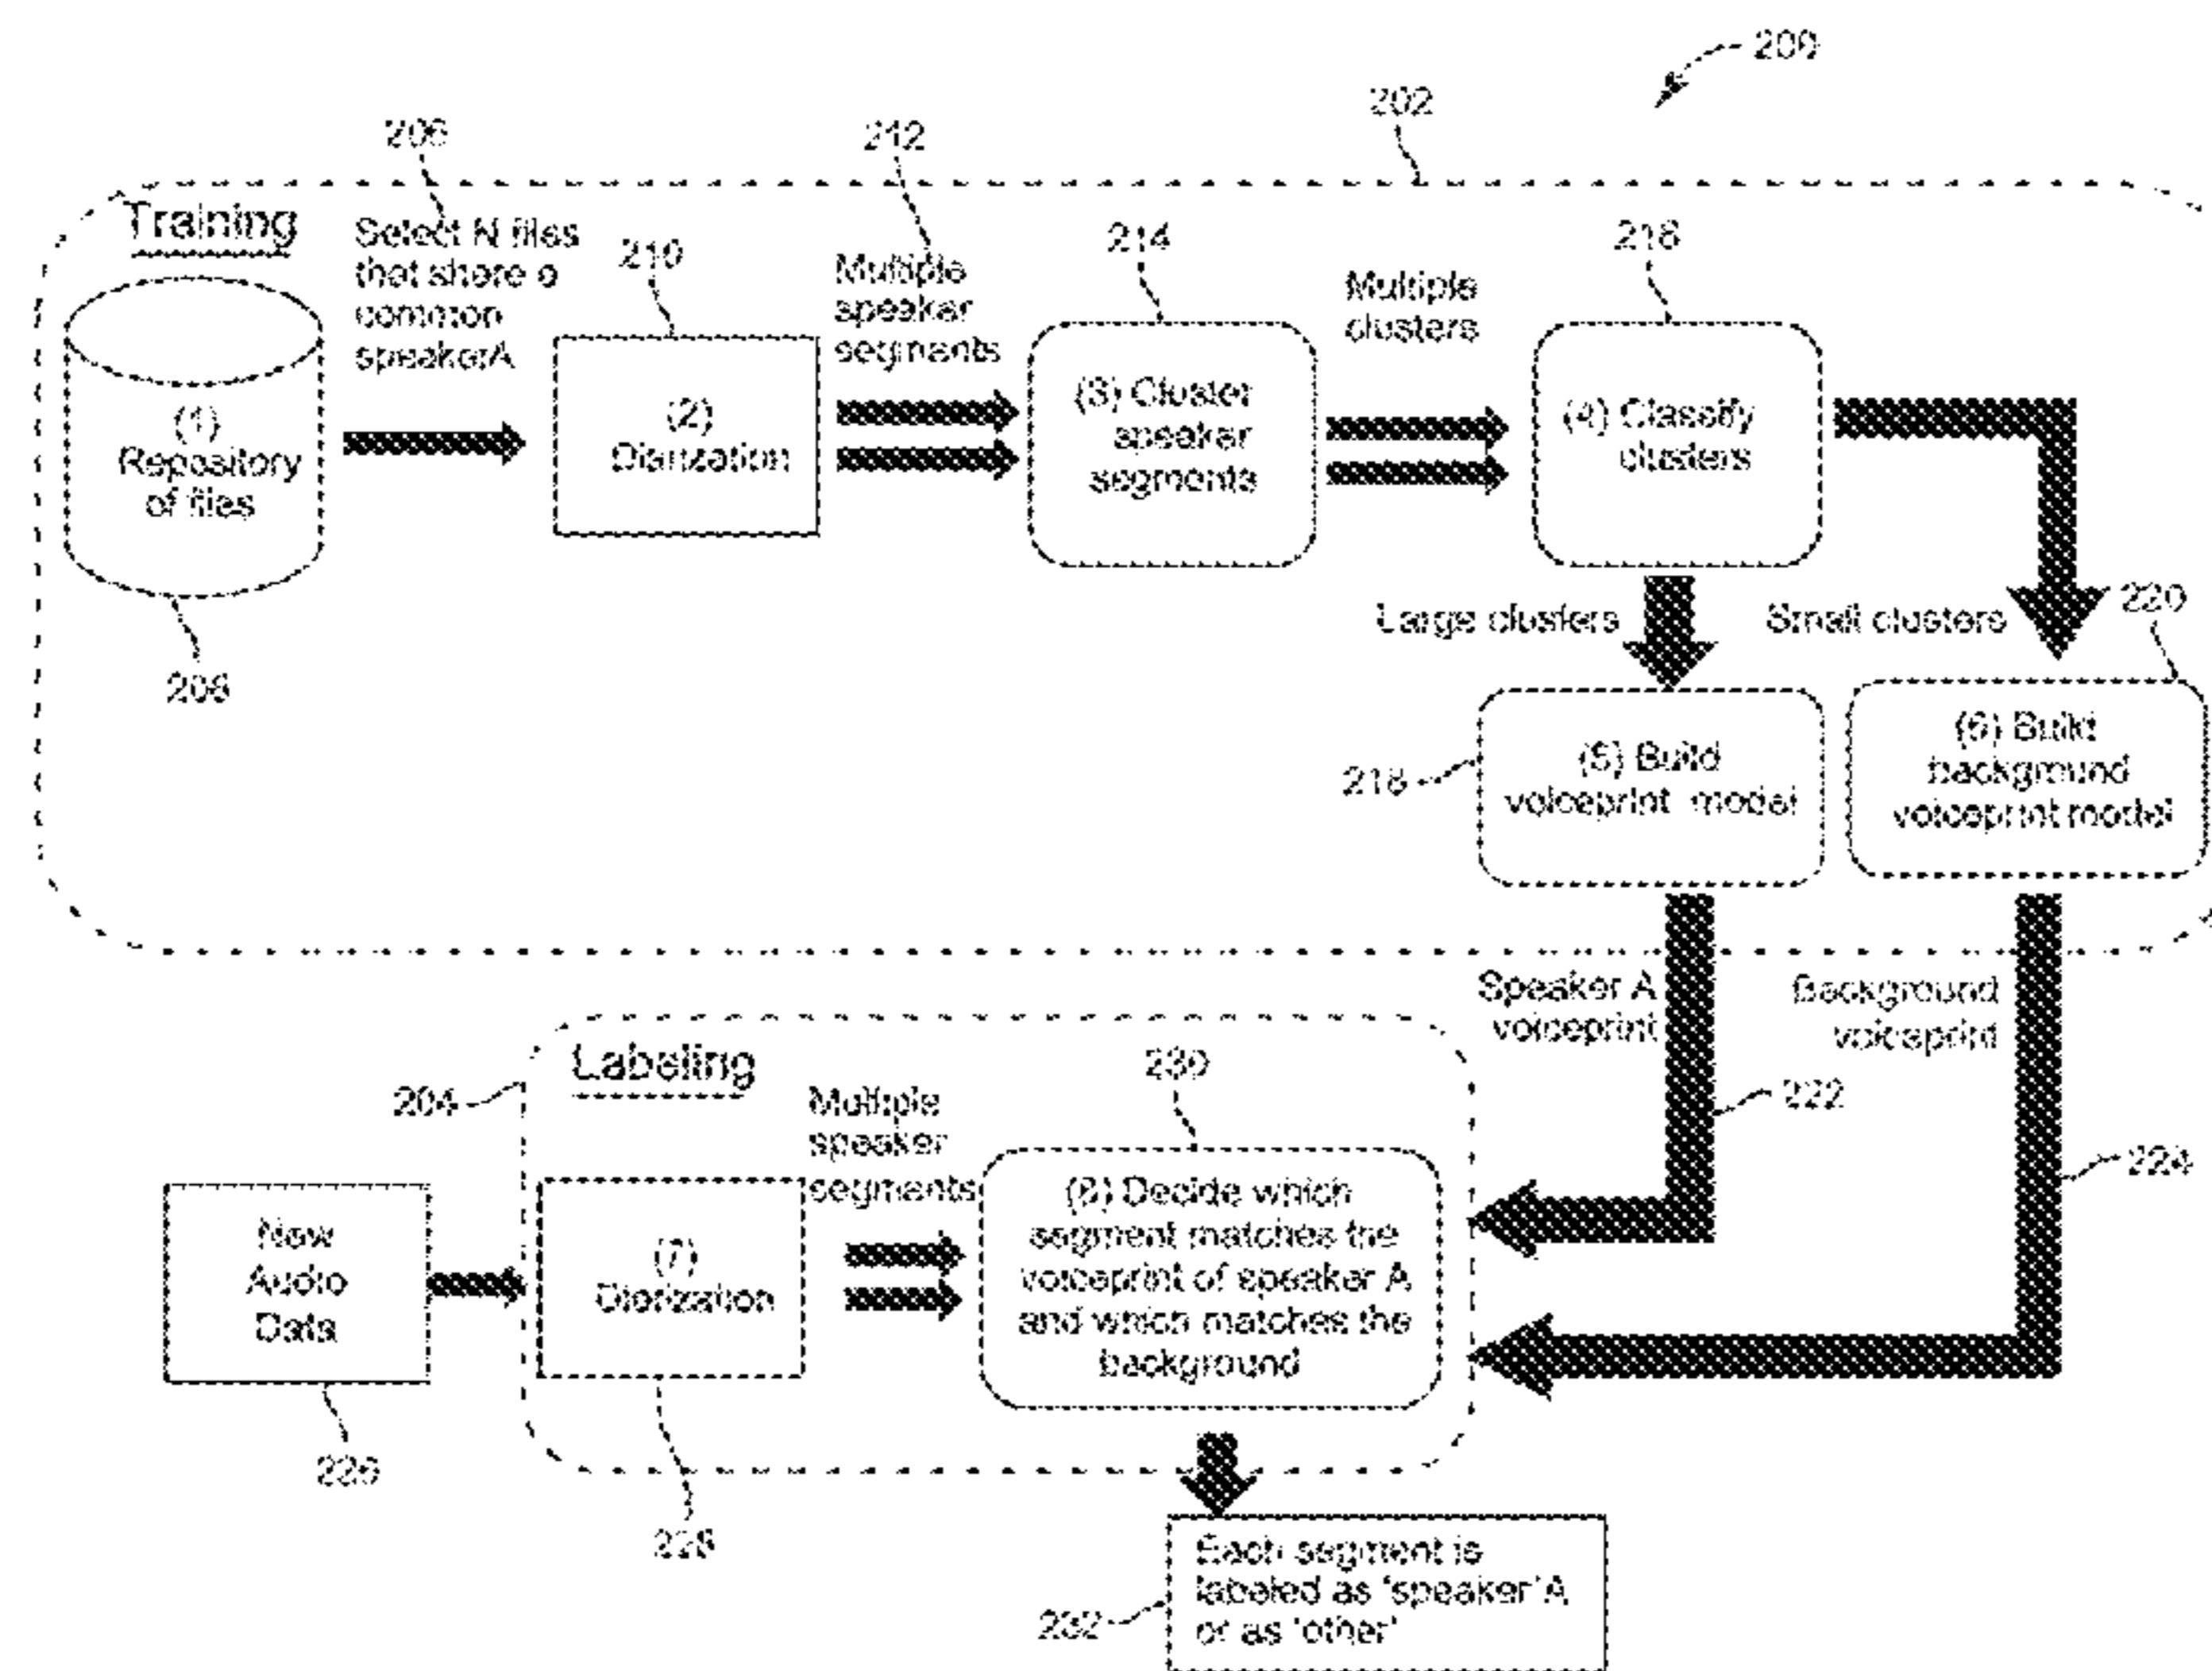 200
202
206
212
Training
Select N files
that share a
common
speakerA
210
Multiple
speaker
segments
214
Multiple
clusters
216
(1)
Repository
of files
(2)
Diarization
(3) Cluster
speaker
segments
(4) Classify
clusters
208
Large clusters
Small clusters
220
218
(5) Build
voiceprint model
(6) Build
background
voiceprint model
Speaker A
voiceprint
Background
voiceprint
204
Labeling
Multiple
speaker
segments
230
222
224
New
Audio
Data
(7)
Diarization
(8) Decide which
segment matches the
voiceprint of speaker A
and which matches the
background
226
228
232
Each segment is
labeled as 'speaker' A
or as 'other'